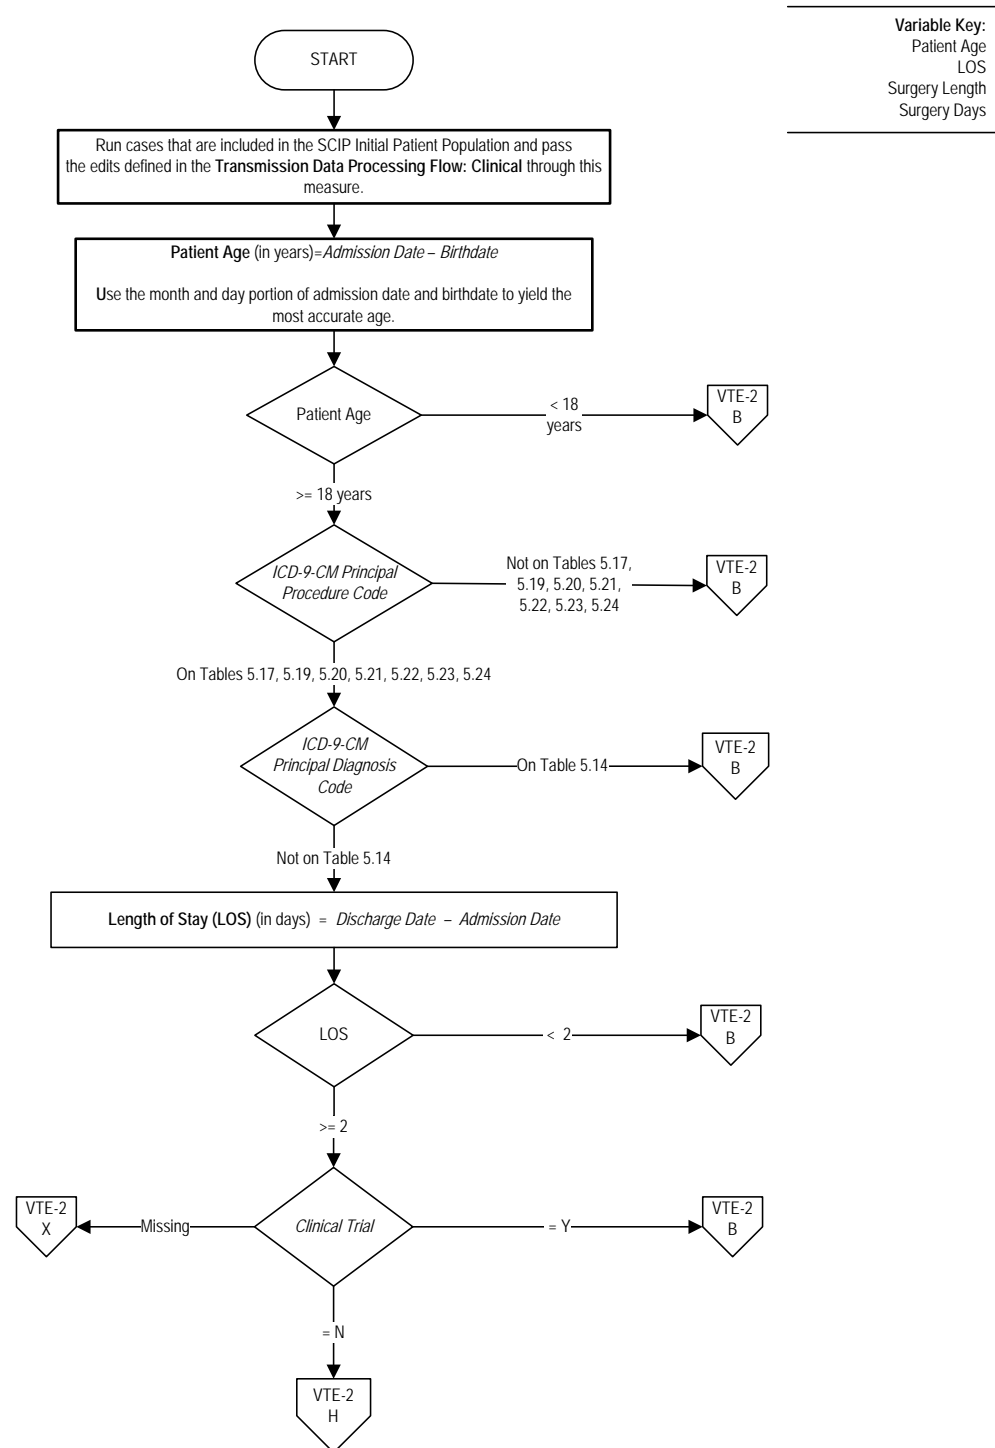 Variable Key:
Patient Age
LOS
Surgery Length
Surgery Days
START
Run cases that are included in the SCIP Initial Patient Population and pass
the edits defined in the Transmission Data Processing Flow: Clinical through this
measure.
Patient Age (in years)=Admission Date – Birthdate
Use the month and day portion of admission date and birthdate to yield the
most accurate age.
Patient Age
< 18
years
VTE-2
B
>= 18 years
ICD-9-CM Principal
Procedure Code
Not on Tables 5.17,
5.19, 5.20, 5.21,
5.22, 5.23, 5.24
VTE-2
B
On Tables 5.17, 5.19, 5.20, 5.21, 5.22, 5.23, 5.24
ICD-9-CM
Principal Diagnosis
Code
On Table 5.14
VTE-2
B
Not on Table 5.14
Length of Stay (LOS) (in days) = Discharge Date – Admission Date
LOS
< 2
VTE-2
B
>= 2
VTE-2
X
Missing
Clinical Trial
= Y
VTE-2
B
= N
VTE-2
H